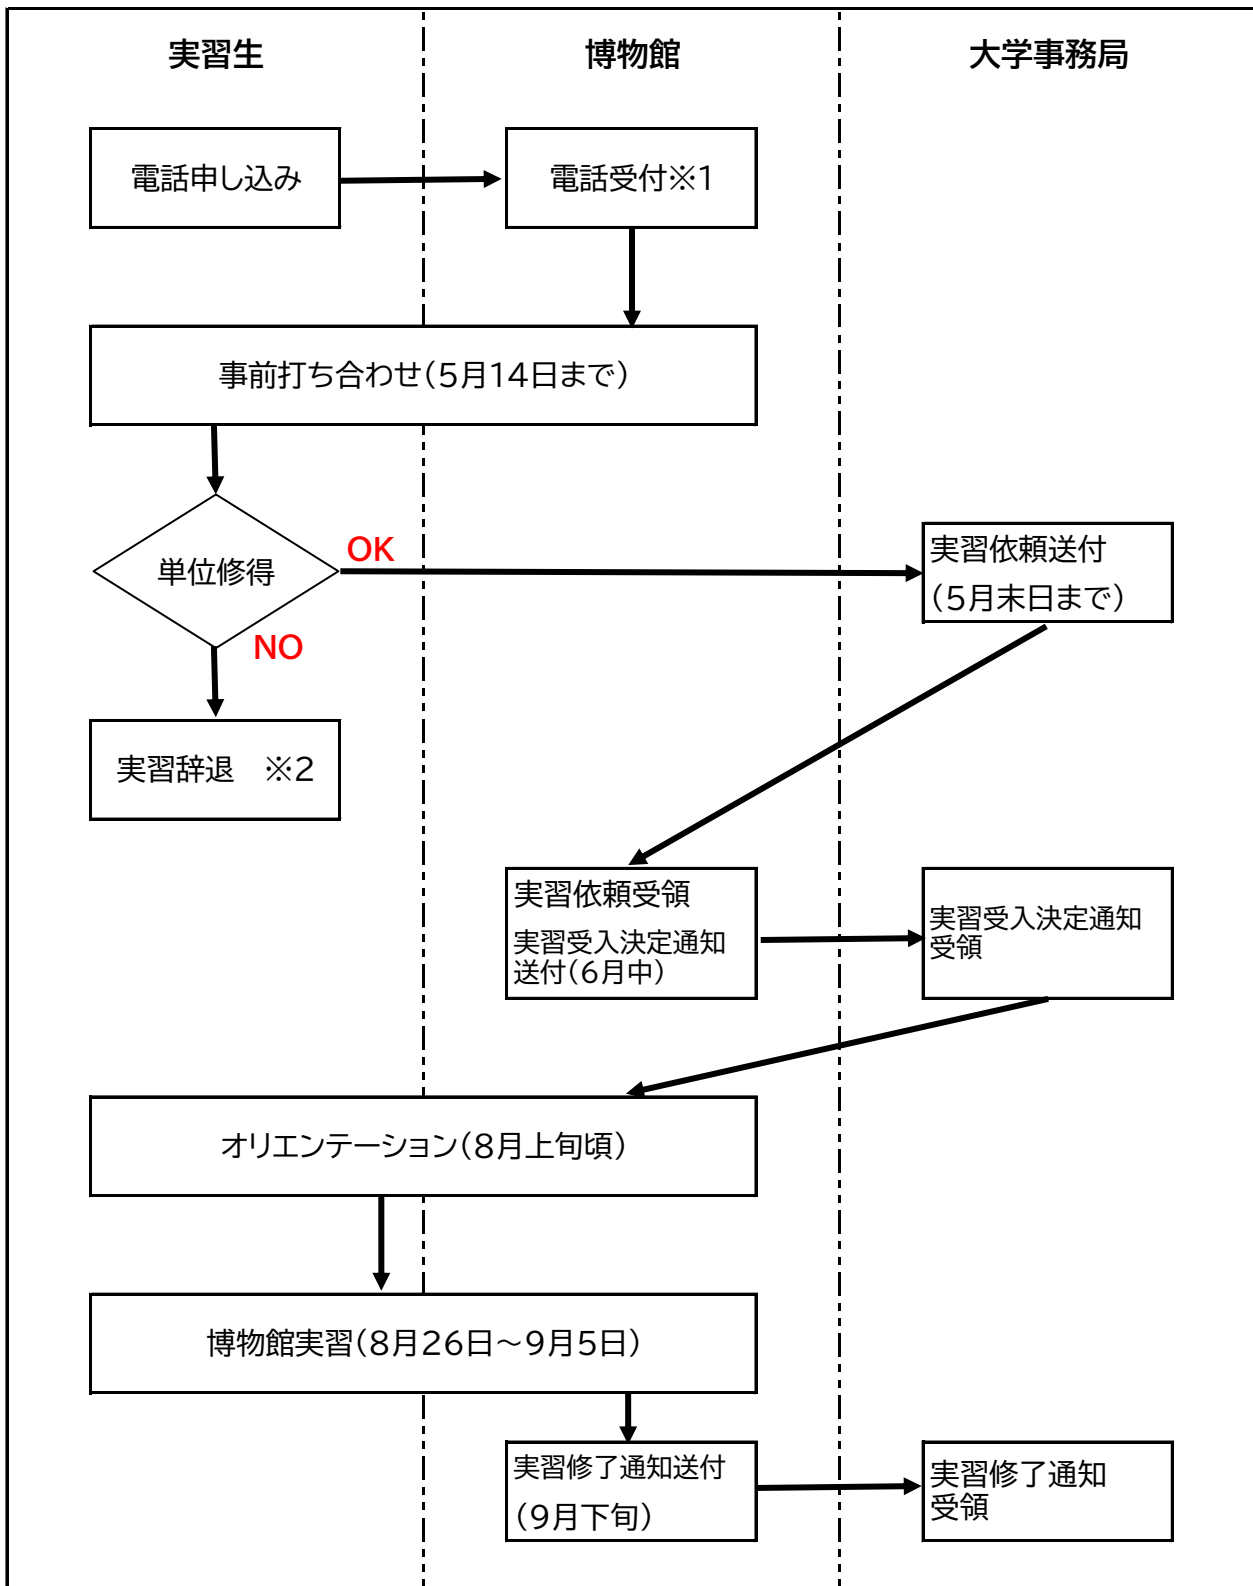 実習生
博物館
大学事務局
電話申し込み
電話受付※1
事前打ち合わせ(5月14日まで)
単位修得
OK
NO
実習依頼送付
(5月末日まで)
実習辞退　※2
実習依頼受領
実習受入決定通知
送付(6月中)
実習受入決定通知
受領
オリエンテーション(8月上旬頃)
博物館実習(8月26日～9月5日)
実習修了通知送付
(9月下旬)
実習修了通知
受領